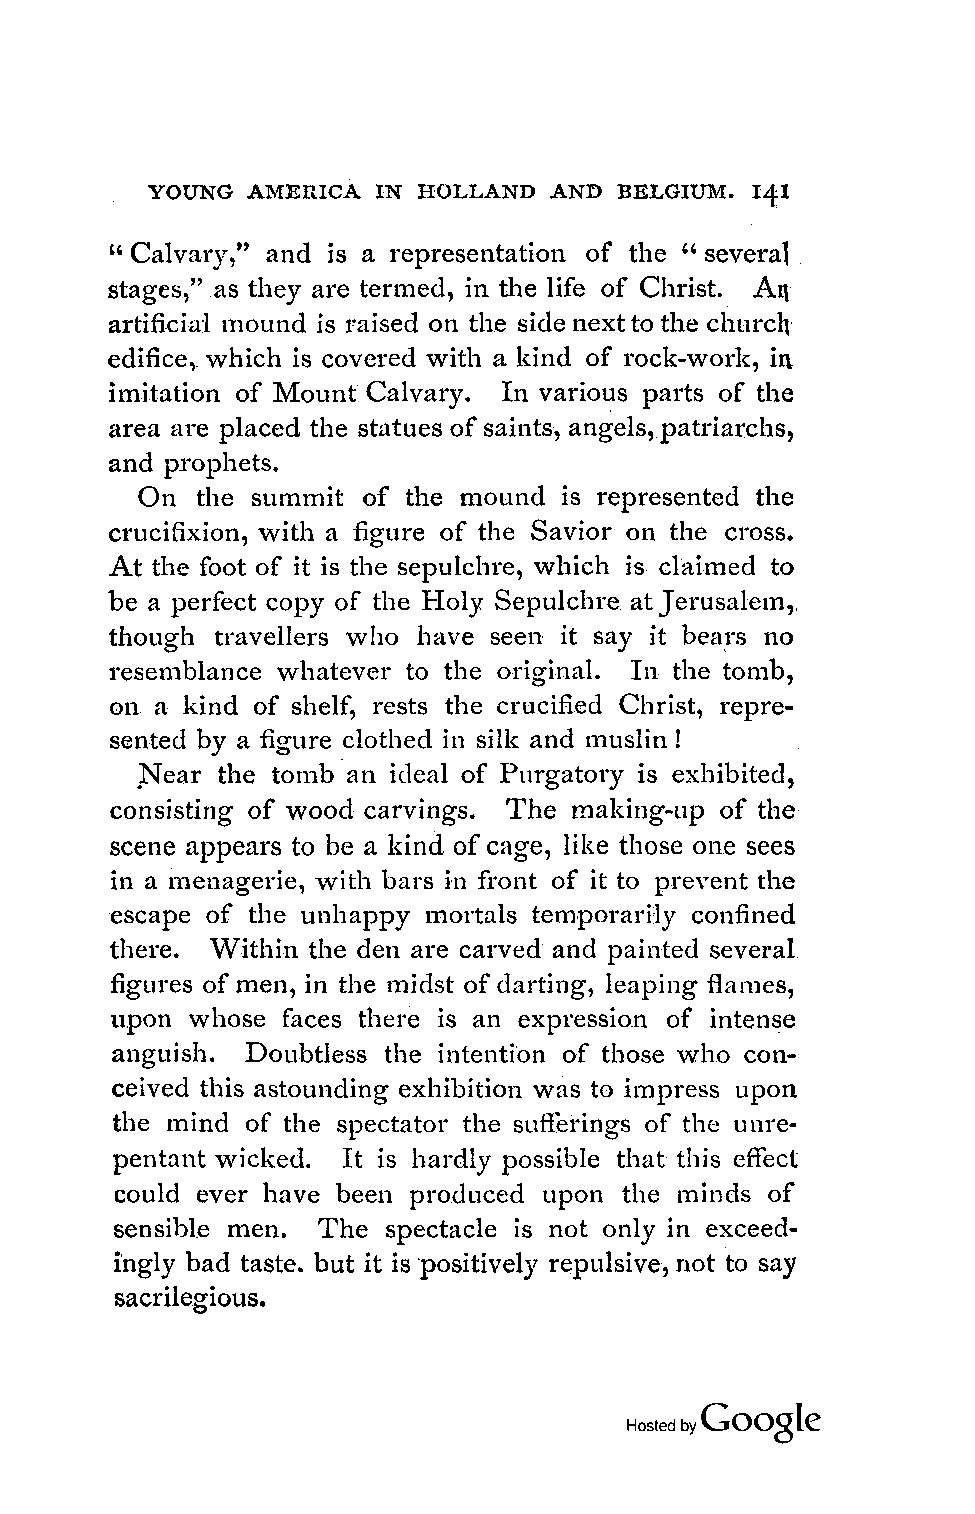 YOUNG AMERICA IN HOLLAND AND BELGIUM. 141
“Calvary,” and is a representation of the “several
stages,” as they are termed, in the life of Christ. An
artificial mound is raised on the side next to the church
edifice, which is covered with a kind of rock-work, in
imitation of Mount Calvary. In various parts of the
area are placed the statues of saints, angels, patriarchs,
and prophets.
On the summit of the mound is represented the
crucifixion, with a figure of the Savior on the cross.
At the foot of it is the sepulchre, which is claimed to
be a perfect copy of the Holy Sepulchre at Jerusalem,
though travellers who have seen it say it bears no
resemblance whatever to the original. In the tomb,
on a kind of shelf, rests the crucified Christ, repre-
sented by a figure clothed in silk and muslin!
Near the tomb an ideal of Purgatory is exhibited,
consisting of wood carvings. The making-up of the
scene appears to be a kind of cage, like those one sees
in a menagerie, with bars in front of it to prevent the
escape of the unhappy mortals temporarily confined
there. Within the den are carved and painted several
figures of men, in the midst of darting, leaping flames,
upon whose faces there is an expression of intense
anguish. Doubtless the intention of those who con-
ceived this astounding exhibition was to impress upon
the mind of the spectator the sufferings of the unre-
pentant wicked. It is hardly possible that this effect
could ever have been produced upon the minds of
sensible men. The spectacle is not only in exceed-
ingly bad taste. but it is positively repulsive, not to say
sacrilegious.
Hosted by Google